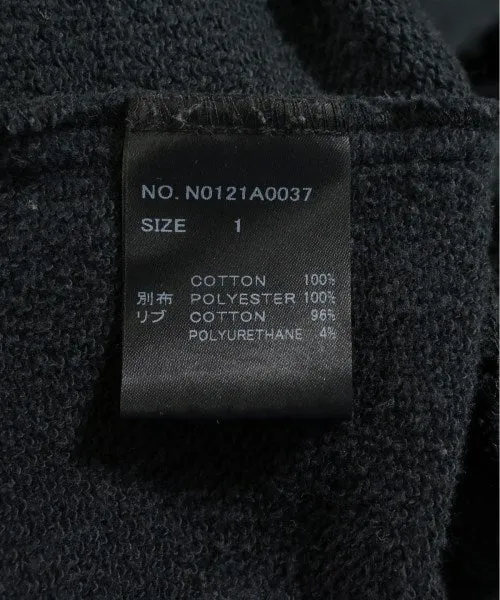 NO. N0121A0037
SIZE 1
COTTON 100%
別布 POLYESTER 100%
リブ COTTON 96%
POLYURETHANE 4%